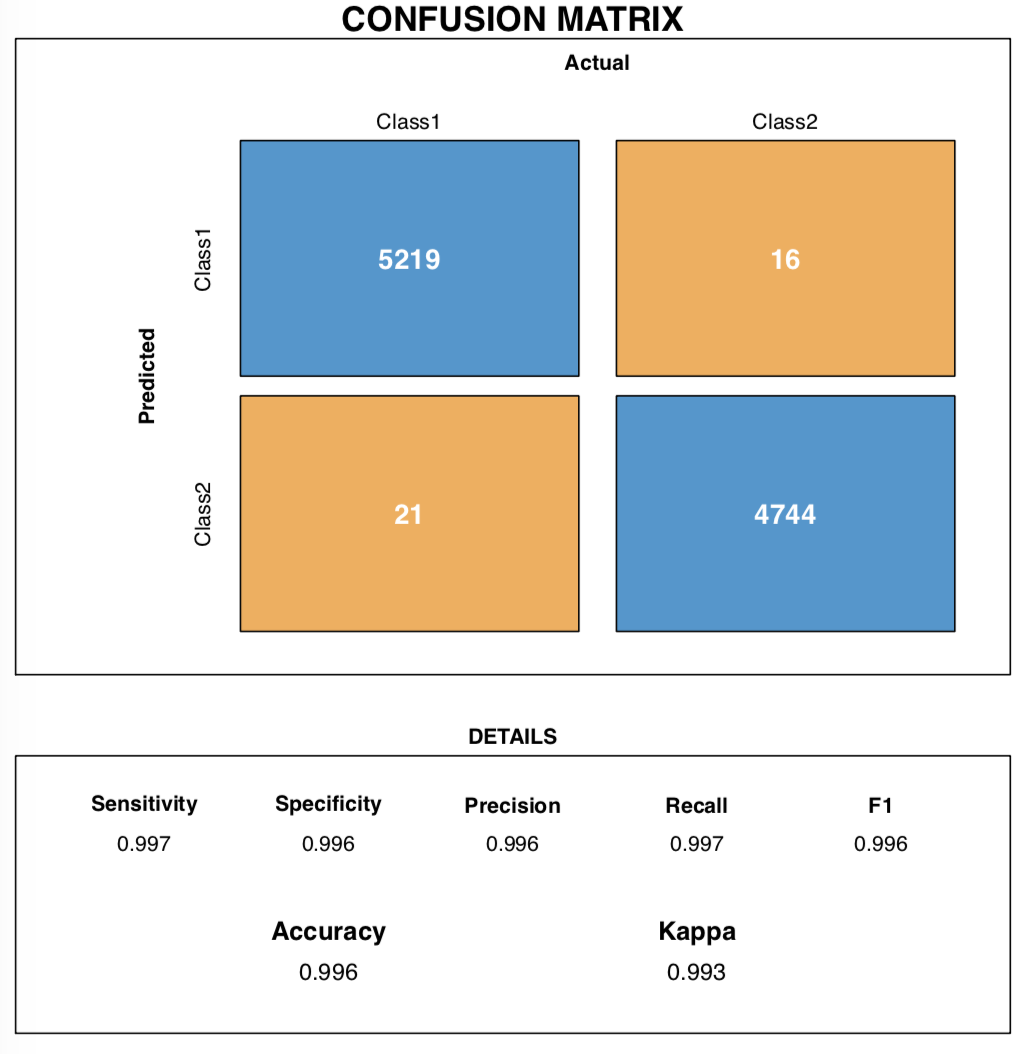 CONFUSION MATRIX
Actual
Class1 Class2
Predicted
Class1
5219 16
Class2
21 4744
DETAILS
Sensitivity Specificity Precision Recall F1
0.997 0.996 0.996 0.997 0.996
Accuracy Kappa
0.996 0.993